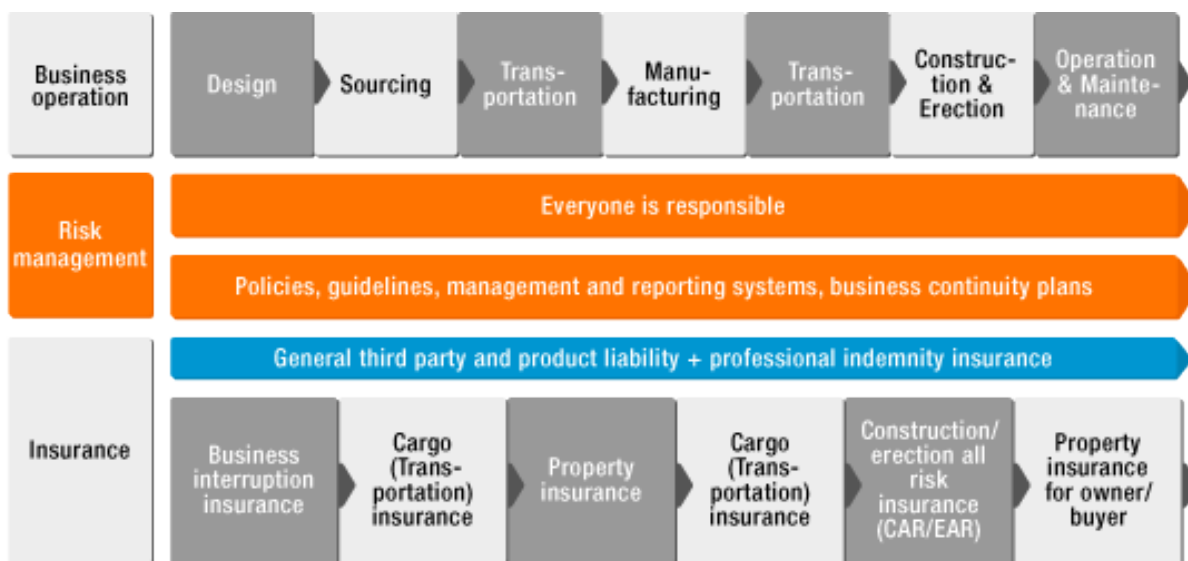 Business
operation
Design
Sourcing
Trans-
portation
Manu-
facturing
Trans-
portation
Construc-
tion &
Erection
Operation
& Mainte-
nance
Risk
management
Everyone is responsible
Policies, guidelines, management and reporting systems, business continuity plans
Insurance
General third party and product liability + professional indemnity insurance
Business
interruption
insurance
Cargo
(Trans-
portation)
insurance
Property
insurance
Cargo
(Trans-
portation)
insurance
Construction/
erection all
risk
insurance
(CAR/EAR)
Property
insurance
for owner/
buyer